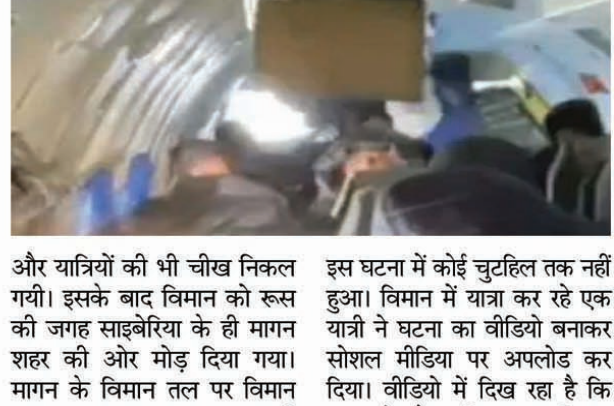 और यात्रियों की भी चीख निकल
गयी। इसके बाद विमान को रूस
की जगह साइबेरिया के ही मागन
शहर की ओर मोड़ दिया गया।
मागन के विमान तल पर विमान
इस घटना में कोई चुटहिल तक नहीं
हुआ। विमान में यात्रा कर रहे एक
यात्री ने घटना का वीडियो बनाकर
सोशल मीडिया पर अपलोड कर
दिया। वीडियो में दिख रहा है कि